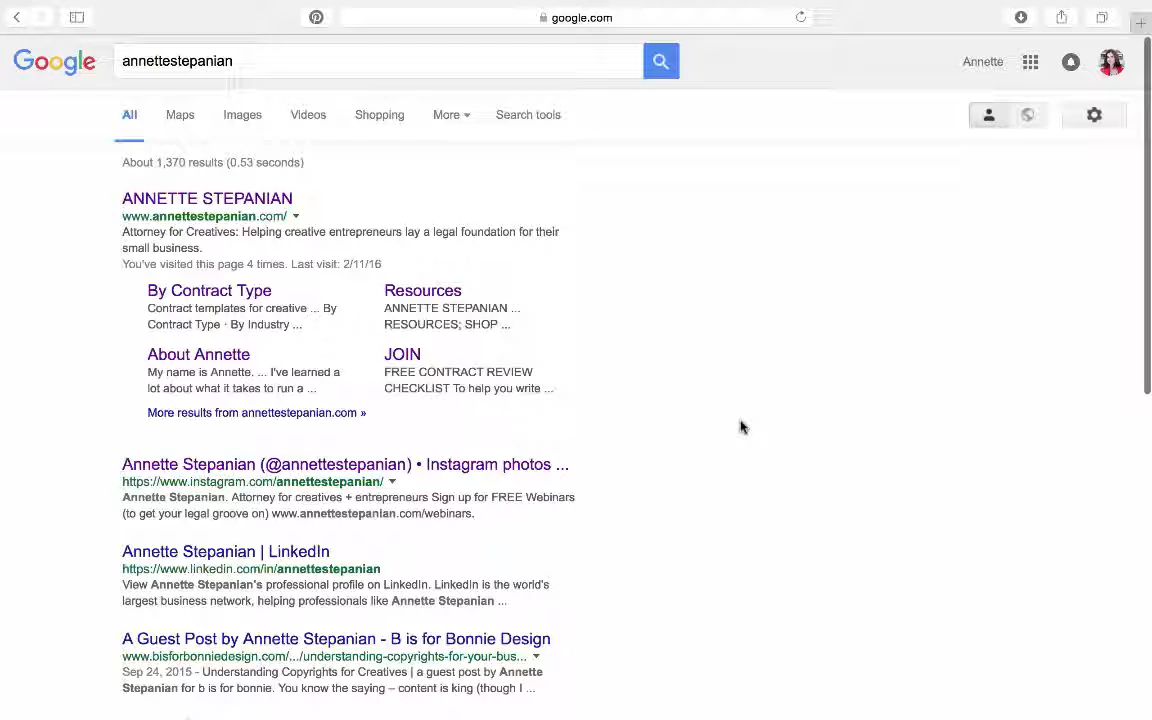 google.com
Google
annettestepanian
Annette
All Maps Images Videos Shopping More Search tools
About 1,370 results (0.53 seconds)
ANNETTE STEPANIAN
www.annettestepanian.com/
Attorney for Creatives: Helping creative entrepreneurs lay a legal foundation for their
small business.
You've visited this page 4 times. Last visit: 2/11/16
By Contract Type
Contract templates for creative ... By
Contract Type · By Industry ...
Resources
ANNETTE STEPANIAN ...
RESOURCES; SHOP ...
About Annette
My name is Annette. ... I've learned a
lot about what it takes to run a ...
JOIN
FREE CONTRACT REVIEW
CHECKLIST To help you write ...
More results from annettestepanian.com »
Annette Stepanian (@annettestepanian) • Instagram photos ...
https://www.instagram.com/annettestepanian/
Annette Stepanian. Attorney for creatives + entrepreneurs Sign up for FREE Webinars
(to get your legal groove on) www.annettestepanian.com/webinars.
Annette Stepanian | LinkedIn
https://www.linkedin.com/in/annettestepanian
View Annette Stepanian's professional profile on LinkedIn. LinkedIn is the world's
largest business network, helping professionals like Annette Stepanian ...
A Guest Post by Annette Stepanian - B is for Bonnie Design
www.bisforbonniedesign.com/.../understanding-copyrights-for-your-bus...
Sep 24, 2015 - Understanding Copyrights for Creatives | a guest post by Annette
Stepanian for b is for bonnie. You know the saying – content is king (though I ...